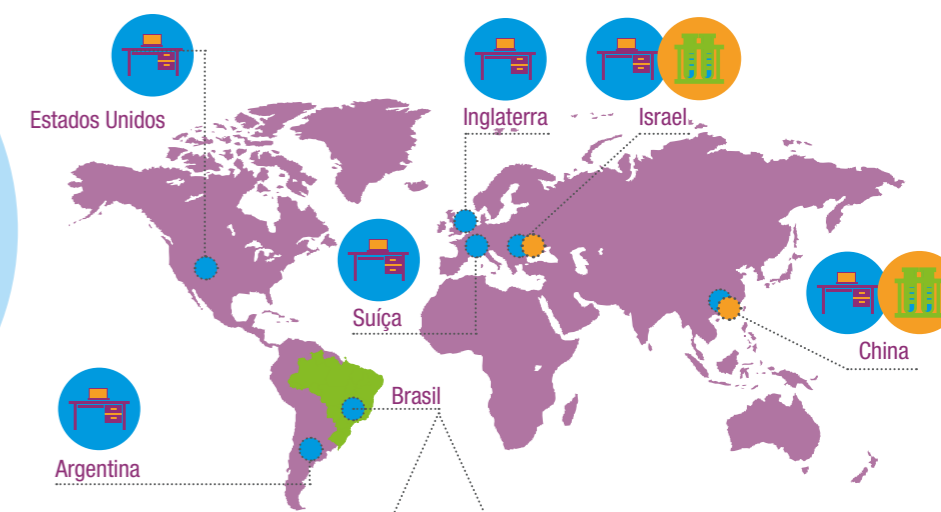 Estados Unidos
Inglaterra
Israel
Suíça
China
Brasil
Argentina